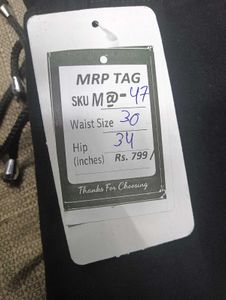 MRP TAG
SKU M@-47
Waist Size 30
Hip 34
(inches) Rs. 799/
Thanks For Choosing